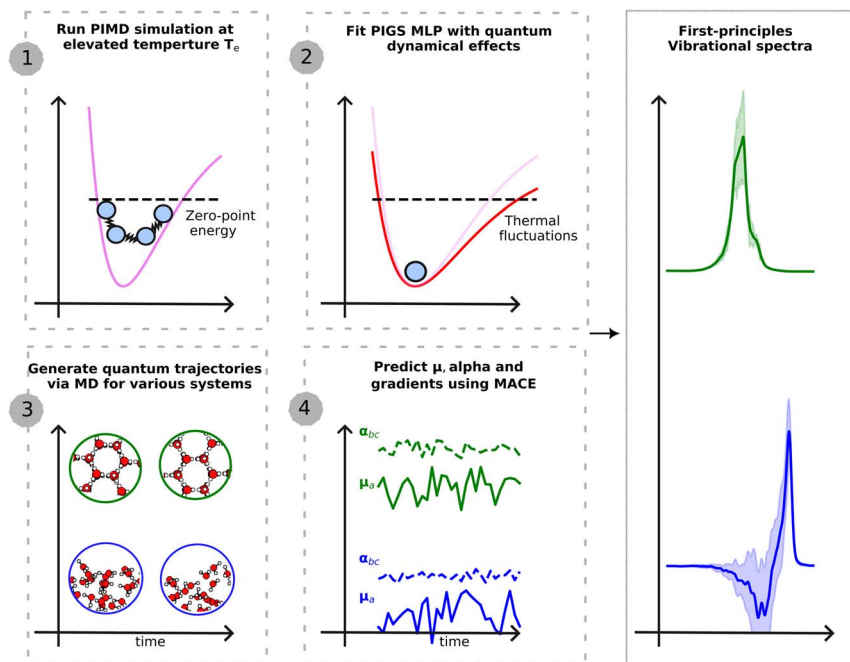 1
Run PIMD simulation at
elevated temperture Tₑ
Zero-point
energy
2
Fit PIGS MLP with quantum
dynamical effects
Thermal
fluctuations
3
Generate quantum trajectories
via MD for various systems
time
4
Predict μ, alpha and
gradients using MACE
α_bc
μ_a
α_bc
μ_a
time
First-principles
Vibrational spectra